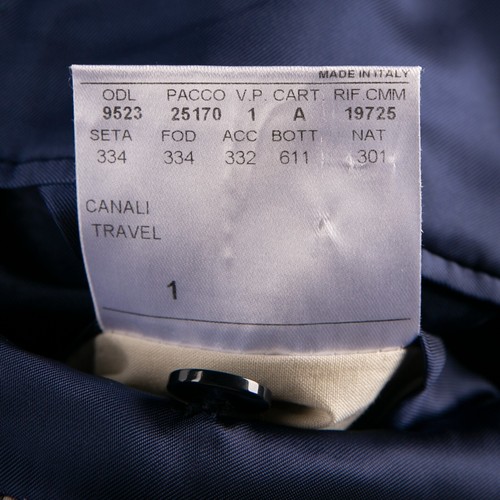 MADE IN ITALY
ODL PACCO V.P. CART. RIF.CMM
9523 25170 1 A 19725
SETA FOD ACC BOTT NAT
334 334 332 611 301
CANALI
TRAVEL
1